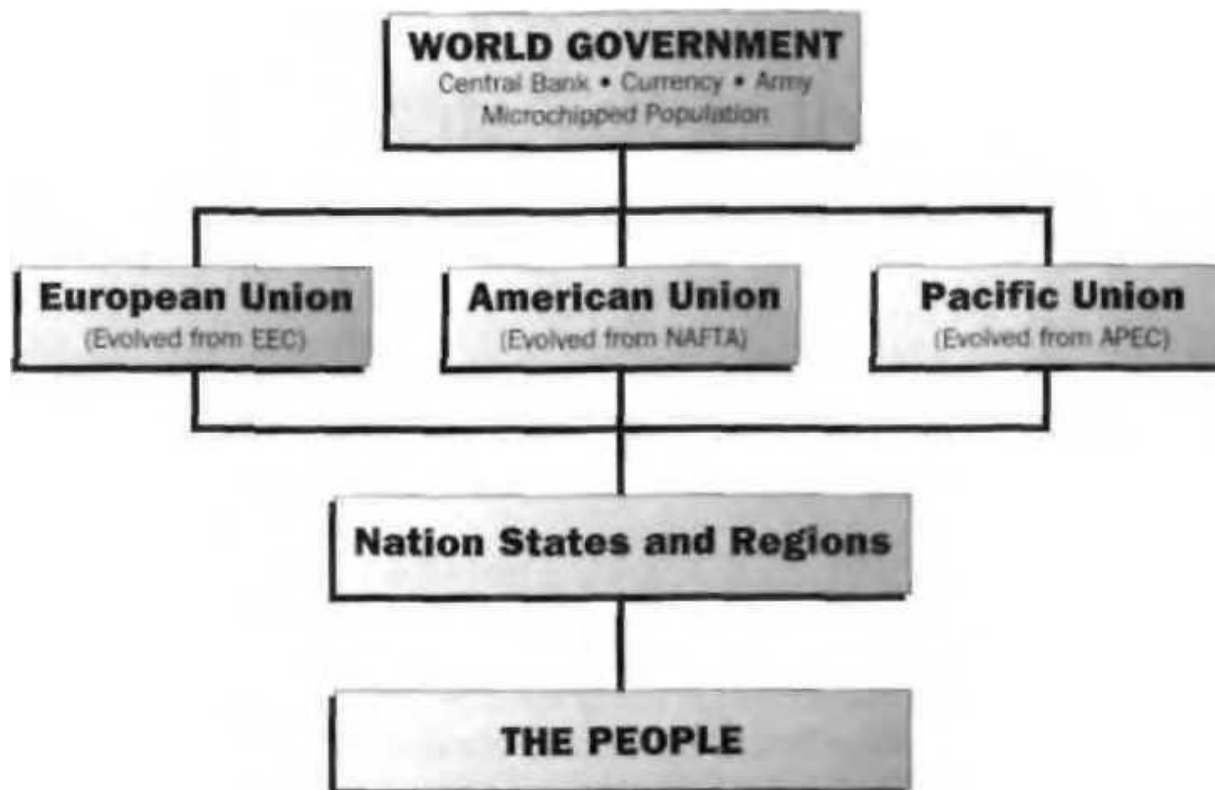 WORLD GOVERNMENT
Central Bank • Currency • Army
Microchipped Population
European Union
(Evolved from EEC)
American Union
(Evolved from NAFTA)
Pacific Union
(Evolved from APEC)
Nation States and Regions
THE PEOPLE